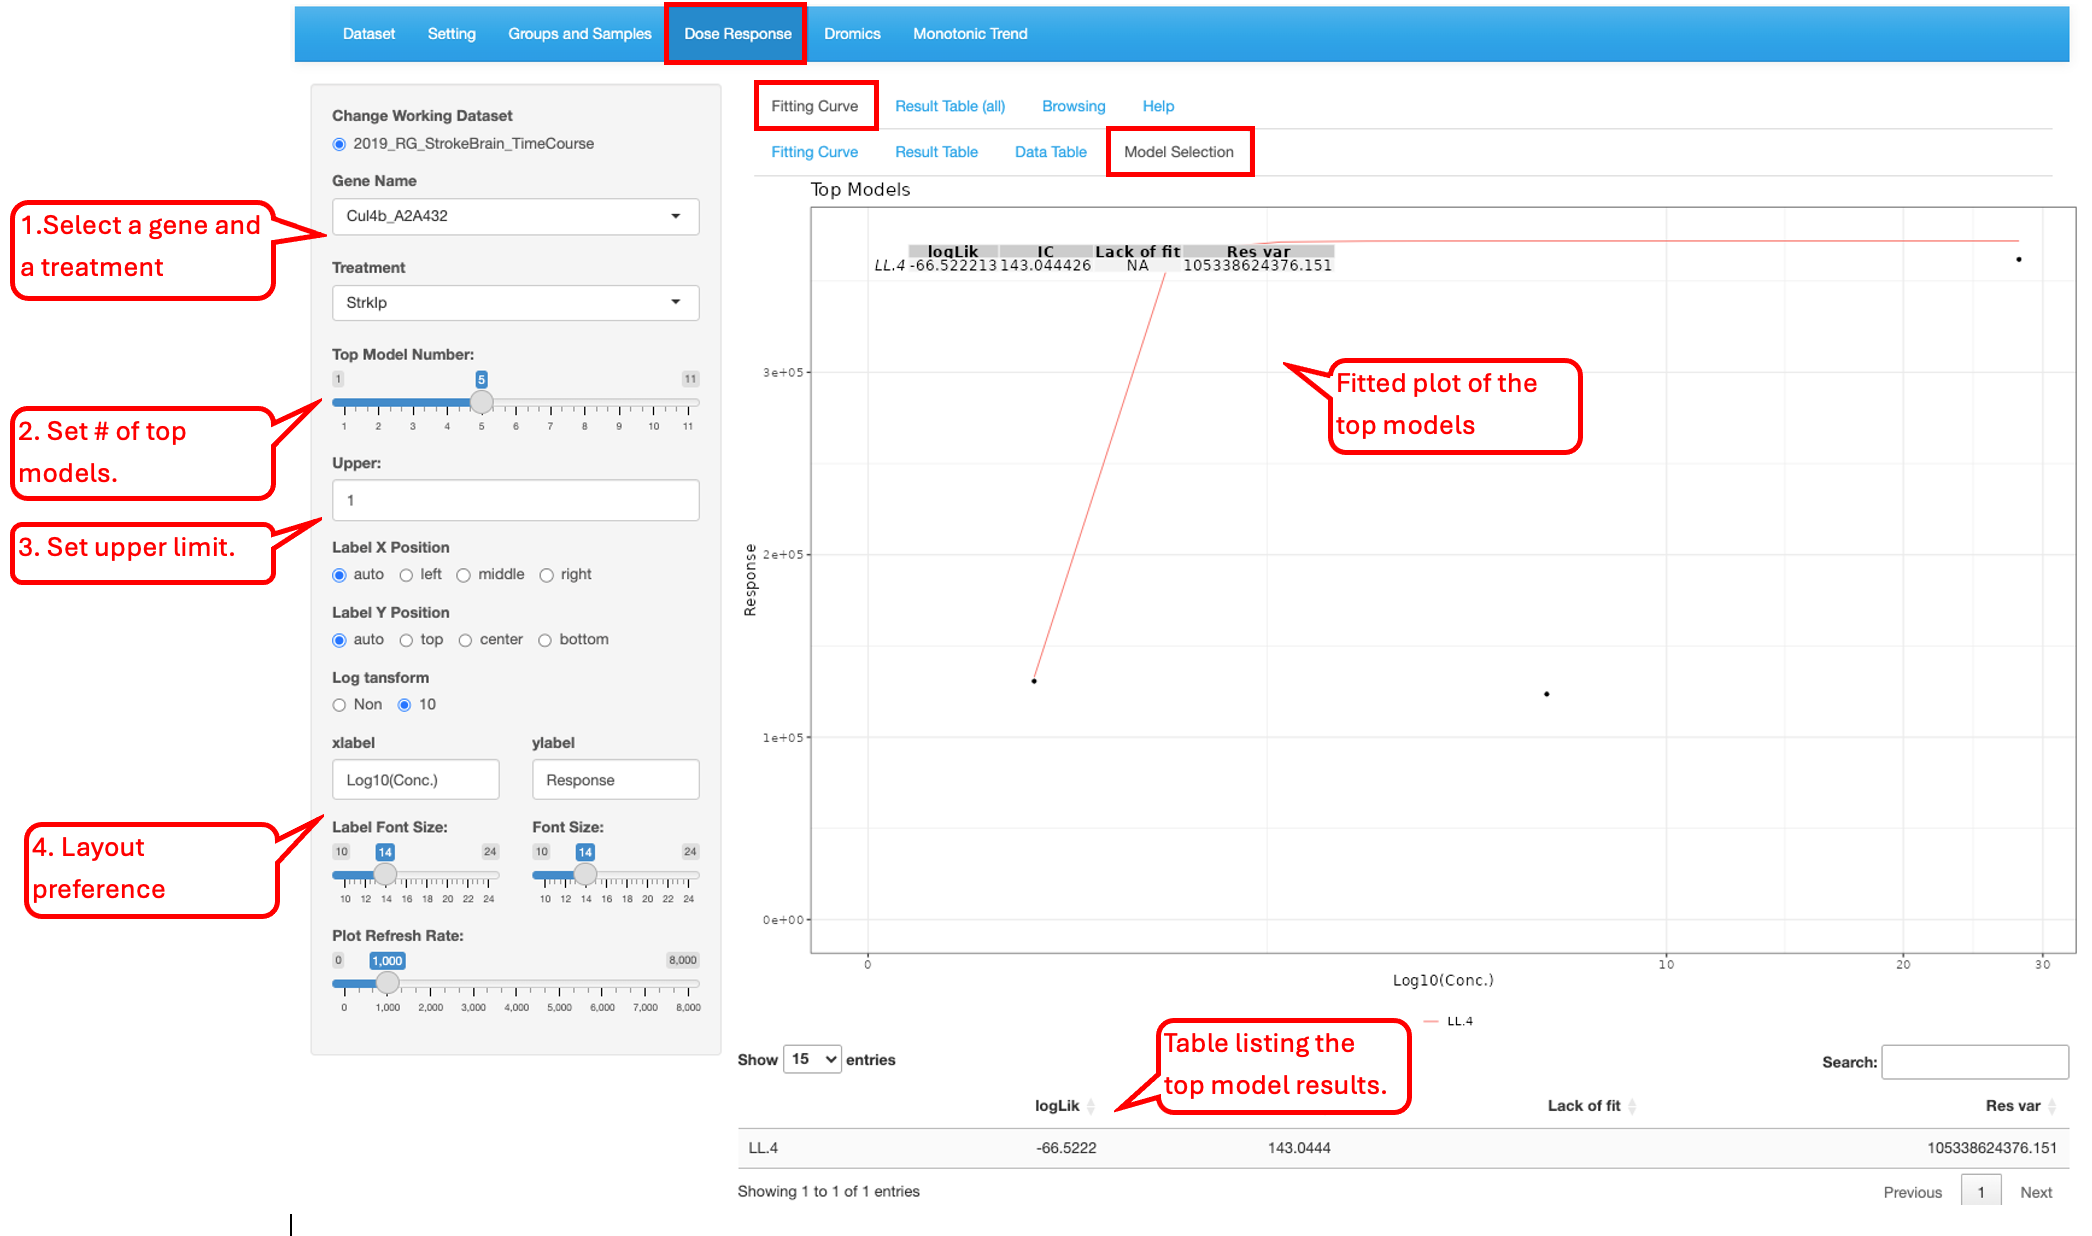 Dataset Setting Groups and Samples Dose Response Dromics Monotonic Trend
Fitting Curve Result Table (all) Browsing Help
Fitting Curve Result Table Data Table Model Selection
Change Working Dataset
2019_RG_StrokeBrain_TimeCourse
Gene Name
Cul4b_A2A432
Treatment
StrkIp
Top Model Number:
1 5 11
1 2 3 4 5 6 7 8 9 10 11
Upper:
1
Label X Position
auto left middle right
Label Y Position
auto top center bottom
Log tansform
Non 10
xlabel ylabel
Log10(Conc.) Response
Label Font Size: Font Size:
10 14 24 10 14 24
10 12 14 16 18 20 22 24 10 12 14 16 18 20 22 24
Plot Refresh Rate:
0 1,000 8,000
0 1,000 2,000 3,000 4,000 5,000 6,000 7,000 8,000
1.Select a gene and
a treatment
2. Set # of top
models.
3. Set upper limit.
4. Layout
preference
Top Models
logLik IC Lack of fit Res var
LL.4 -66.522213 143.044426 NA 105338624376.151
Fitted plot of the
top models
3e+05
2e+05
1e+05
0e+00
Response
0 10 20 30
Log10(Conc.)
LL.4
Table listing the
top model results.
Show 15 entries
Search:
logLik Lack of fit Res var
LL.4 -66.5222 143.0444 105338624376.151
Showing 1 to 1 of 1 entries
Previous 1 Next